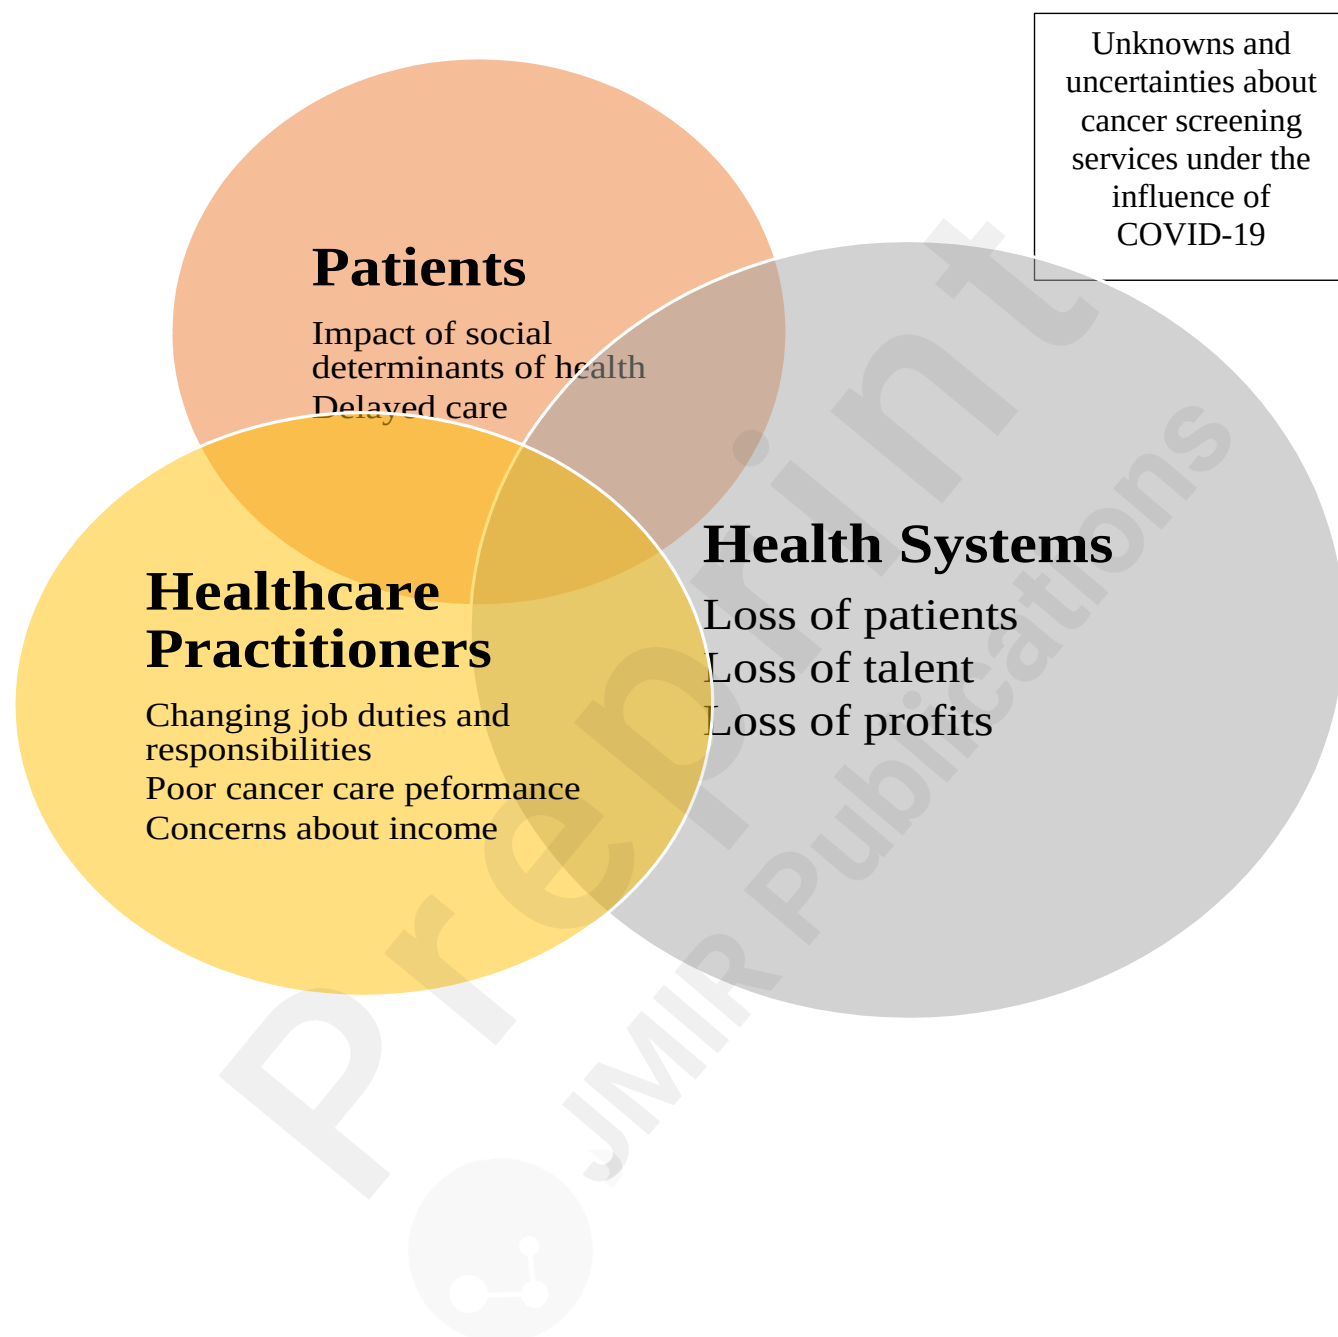 Unknowns and
uncertainties about
cancer screening
services under the
influence of
COVID-19
Patients
Impact of social
determinants of health
Delayed care
Health Systems
Loss of patients
Loss of talent
Loss of profits
Healthcare
Practitioners
Changing job duties and
responsibilities
Poor cancer care peformance
Concerns about income
Preprint
JMIR Publications